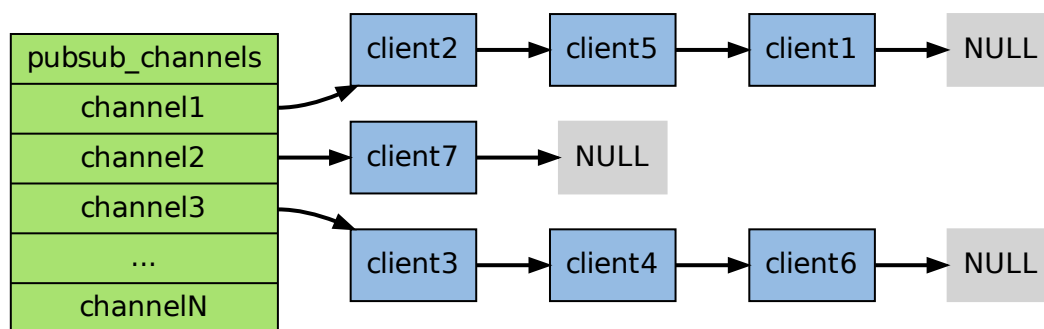 pubsub_channels
channel1
channel2
channel3
...
channelN
client2 client5 client1 NULL
client7 NULL
client3 client4 client6 NULL